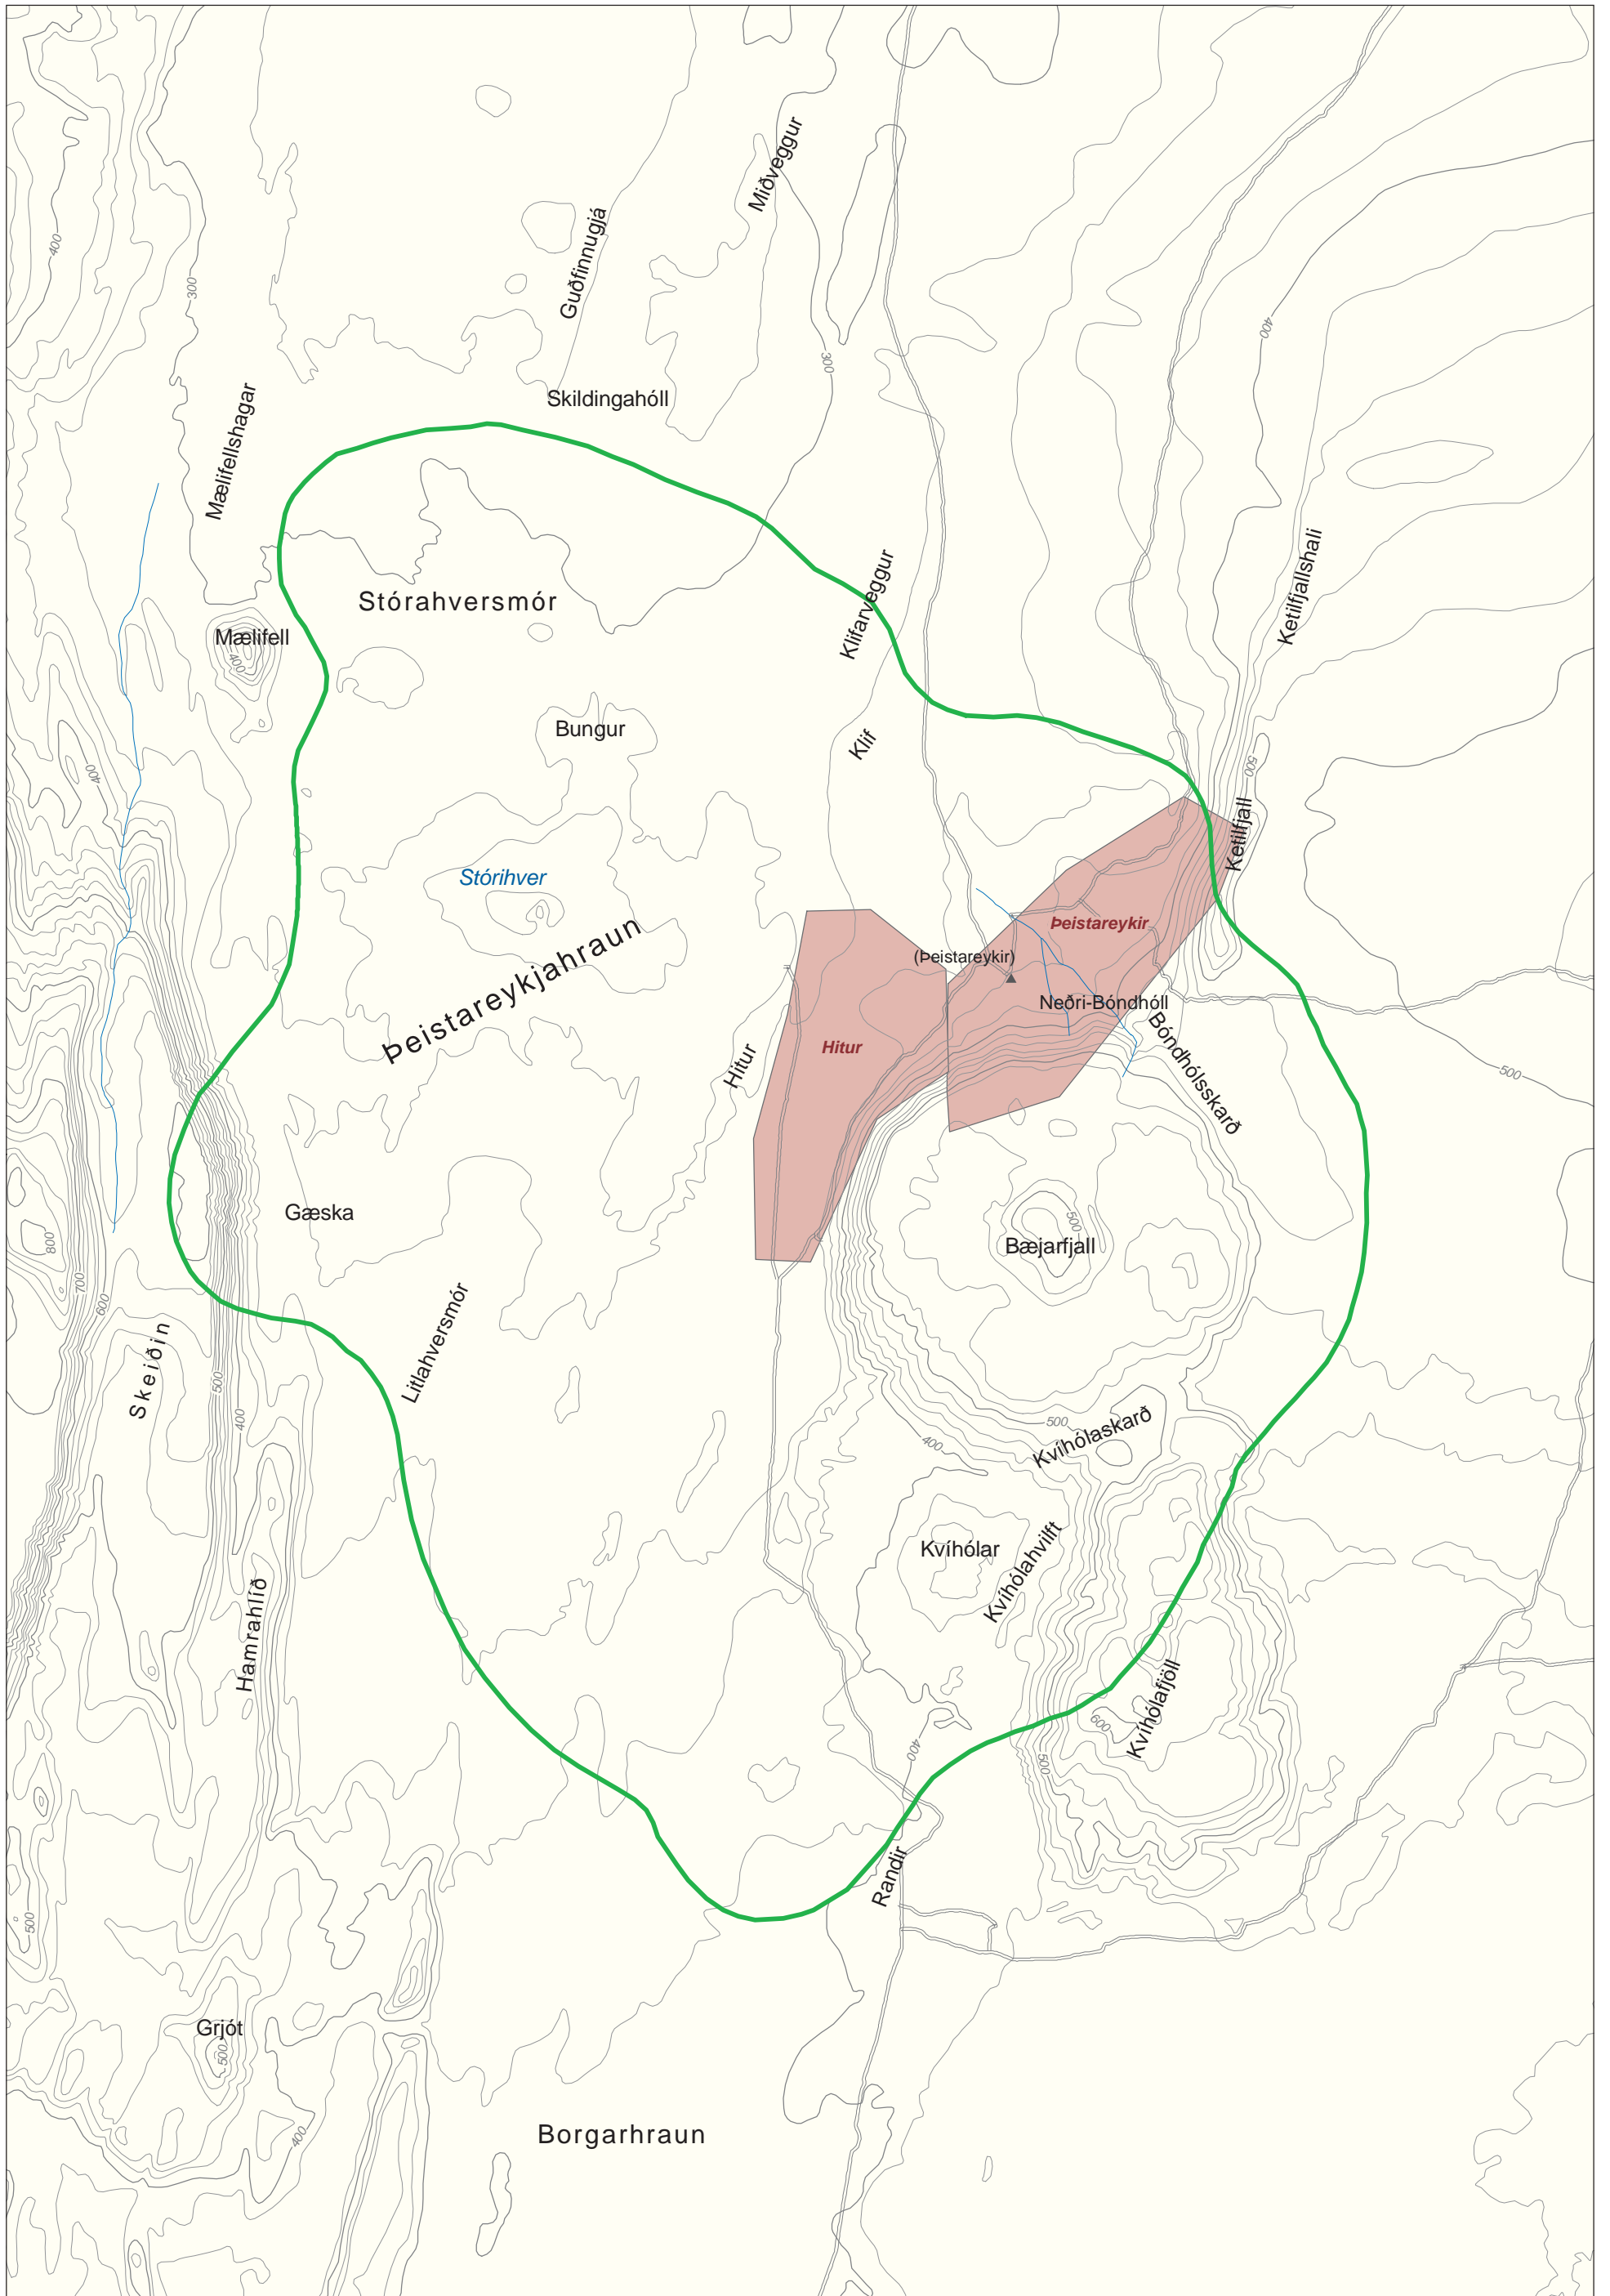 Miðveggur
Guðfinnugjá
400
300
400
300
Skildingahóll
Mælifellshagar
Ketilfjallshali
Stórahversmór
Klifarveggur
Mælifell
400
Bungur
Klif
400
500
Ketilfjall
Stórihver
Þeistareykir
(Þeistareykir)
Þeistareykjahraun
Neðri-Bóndhóll
Hitur
Hitur
Bóndhólsskarð
500
Gæska
500
800
Bæjarfjall
700
600
Litlahversmór
Skeiðin
500
400
500
Kvíhólaskarð
400
Kvíhólar
Kvíhólahvilft
Hamrahlíð
Kvíhólafjöll
600
400
500
Randir
500
Grjót
500
400
Borgarhraun